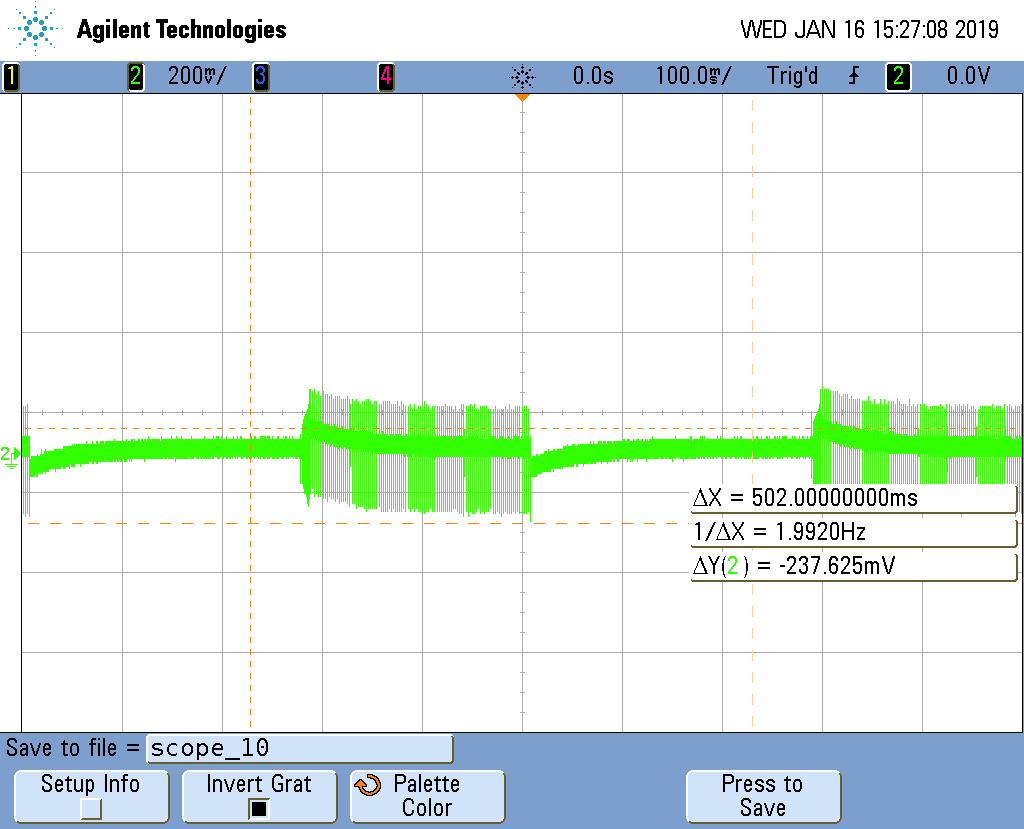 Agilent Technologies
WED JAN 16 15:27:08 2019
1 2 200mV/ 3 4 0.0s 100.0ms/ Trig'd 2 0.0V
2
ΔX = 502.00000000ms
1/ΔX = 1.9920Hz
ΔY(2) = -237.625mV
Save to file = scope_10
Setup Info
Invert Grat
Palette
Color
Press to
Save